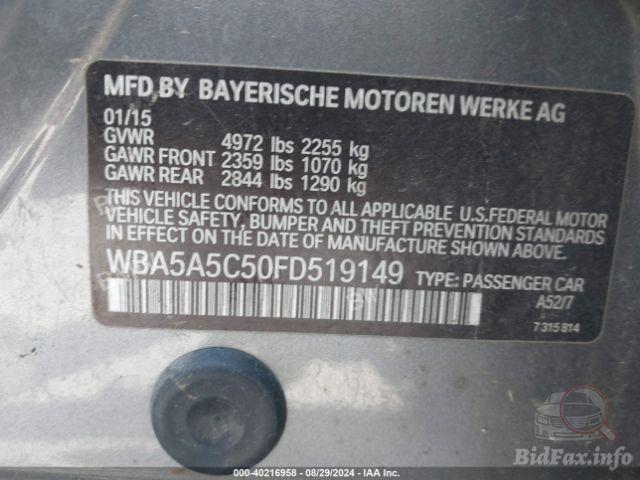 MFD BY BAYERISCHE MOTOREN WERKE AG
01/15
GVWR 4972 lbs 2255 kg
GAWR FRONT 2359 lbs 1070 kg
GAWR REAR 2844 lbs 1290 kg
THIS VEHICLE CONFORMS TO ALL APPLICABLE U.S.FEDERAL MOTOR
VEHICLE SAFETY, BUMPER AND THEFT PREVENTION STANDARDS
IN EFFECT ON THE DATE OF MANUFACTURE SHOWN ABOVE.
WBA5A5C50FD519149 TYPE: PASSENGER CAR
A52/7
7 315 814
000-40216958 - 08/29/2024 - IAA Inc.
BidFax.info